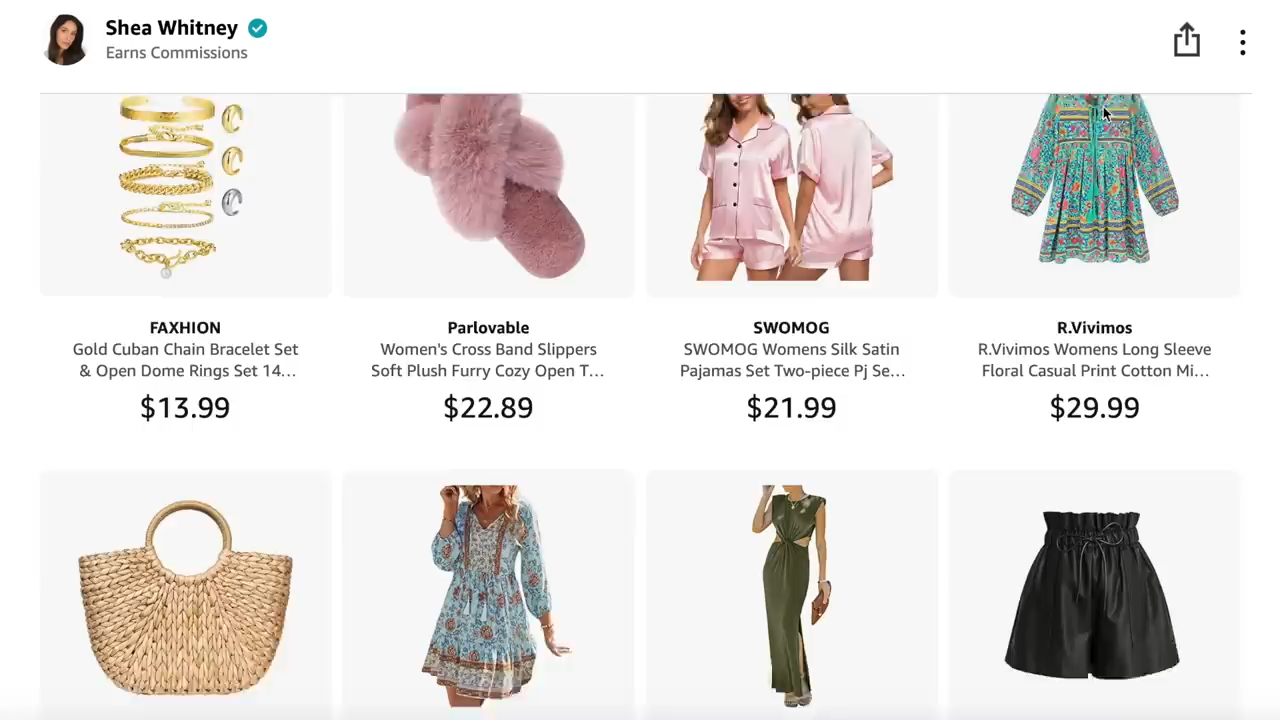 Shea Whitney
Earns Commissions
FAXHION
Gold Cuban Chain Bracelet Set
& Open Dome Rings Set 14...
$13.99
Parlovable
Women's Cross Band Slippers
Soft Plush Furry Cozy Open T...
$22.89
SWOMOG
SWOMOG Womens Silk Satin
Pajamas Set Two-piece Pj Se...
$21.99
R.Vivimos
R.Vivimos Womens Long Sleeve
Floral Casual Print Cotton Mi...
$29.99